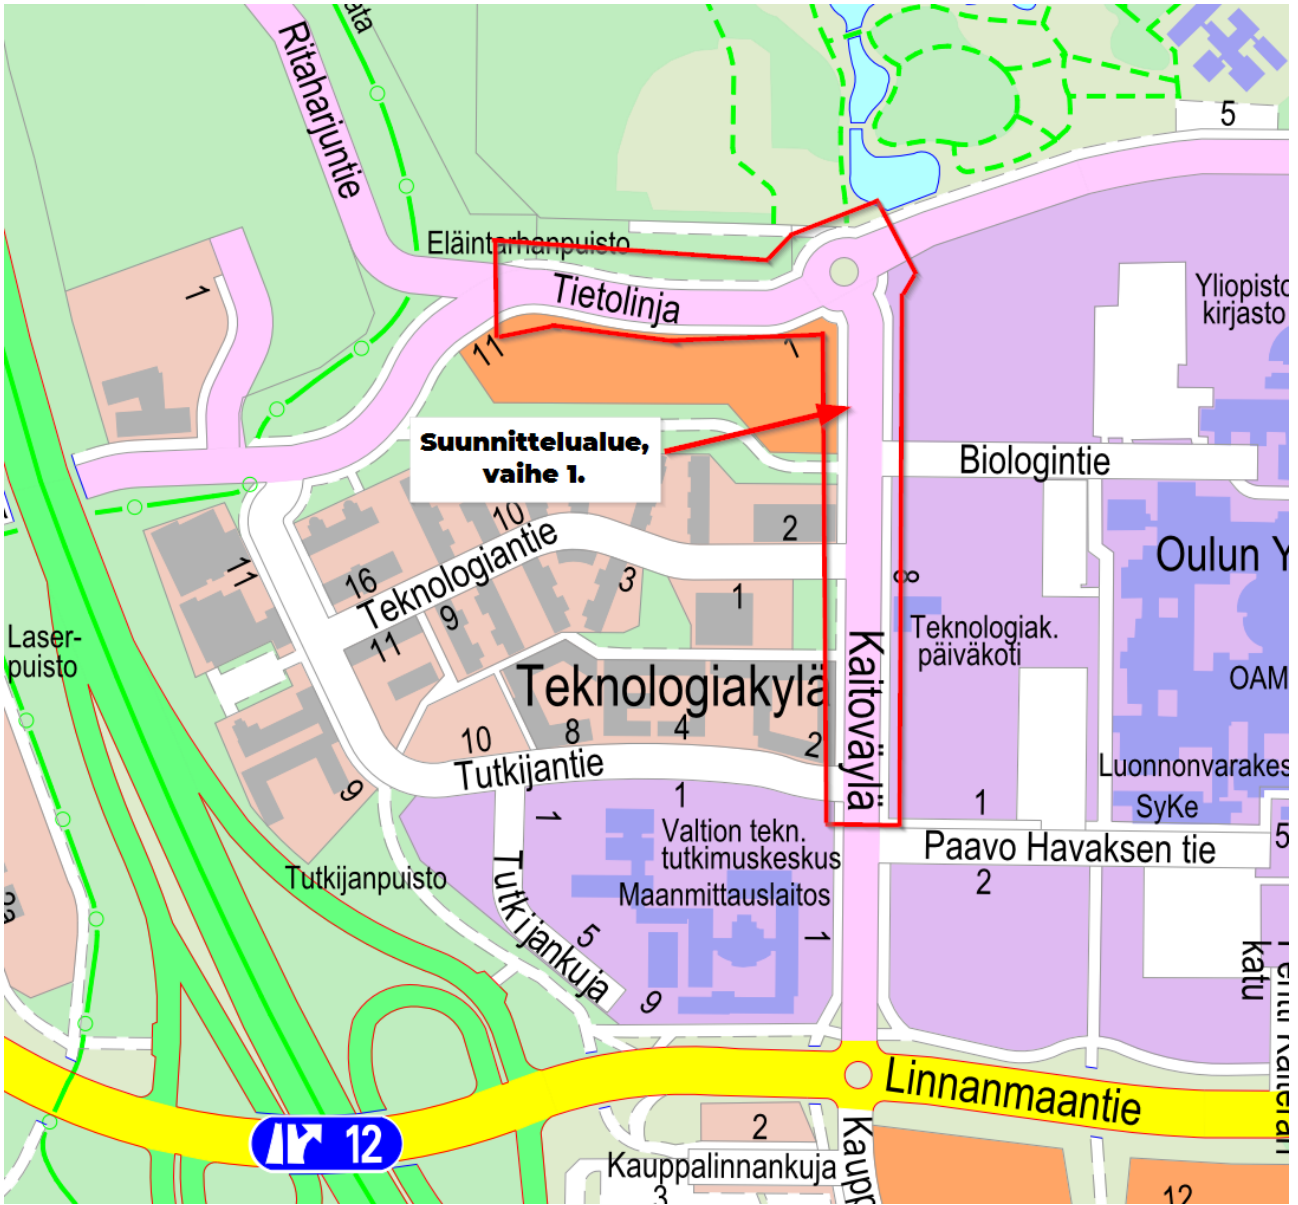 Ritaharjuntie
5
Eläintarhanpuisto
1
Tietolinja
Yliopisto
kirjasto
11
1
Suunnittelualue,
vaihe 1.
Biologintie
10
2
Teknologiantie
Oulun Y
11
16
3
1
8
9
11
Laser-
puisto
Teknologiak.
päiväkoti
Kaitoväylä
Teknologiakylä
OAM
10
8
4
2
Tutkijantie
Luonnonvarakes
9
1
1
1
SyKe
Valtion tekn.
tutkimuskeskus
5
Paavo Havaksen tie
Tutkijanpuisto
2
Maanmittauslaitos
Tutkijankuja
5
1
9
katu
Linnanmaantie
12
2
Kauppalinnankuja
Kaupp
3
12